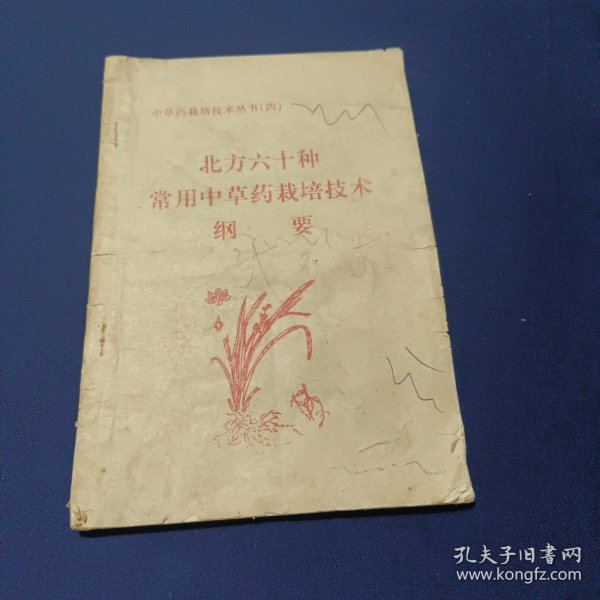 中草药栽培技术丛书(四)
北方六十种
常用中草药栽培技术
纲 要
孔夫子旧书网
www.kongfz.com